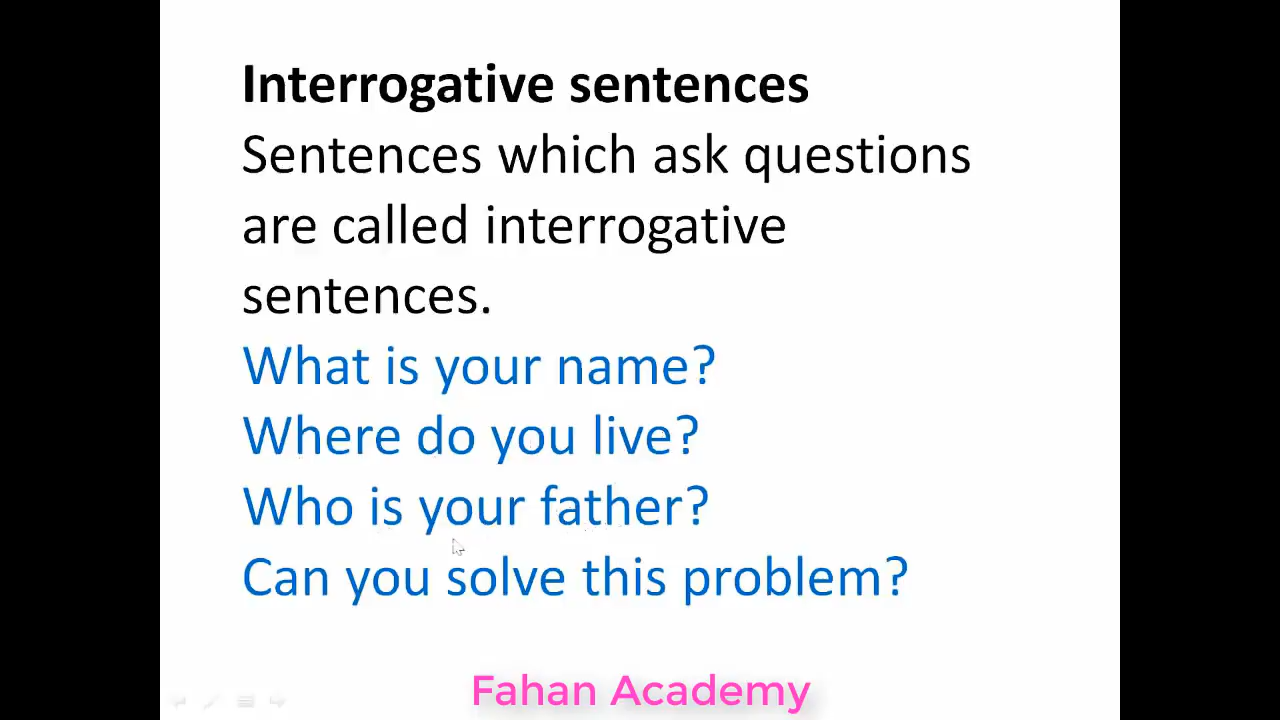 Interrogative sentences
Sentences which ask questions
are called interrogative
sentences.
What is your name?
Where do you live?
Who is your father?
Can you solve this problem?
Fahan Academy